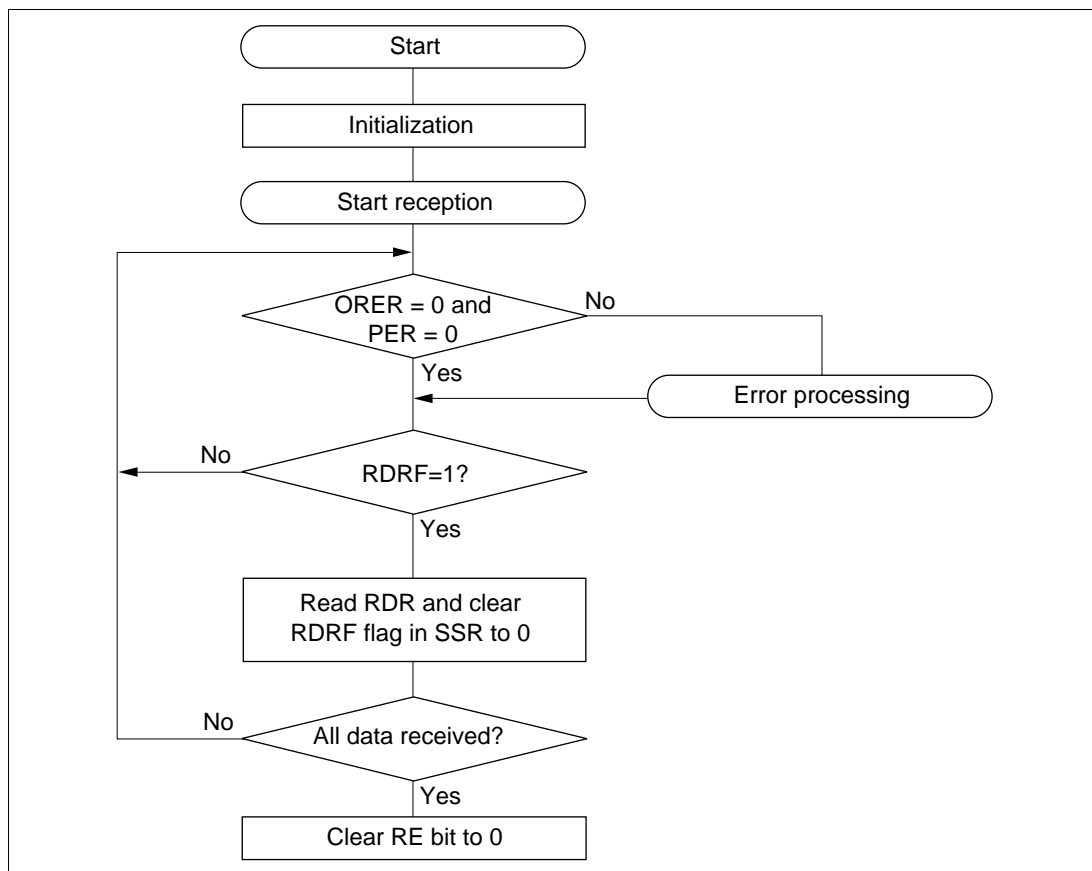 Start
Initialization
Start reception
ORER = 0 and
PER = 0
No
Yes
Error processing
No
RDRF=1?
Yes
Read RDR and clear
RDRF flag in SSR to 0
No
All data received?
Yes
Clear RE bit to 0